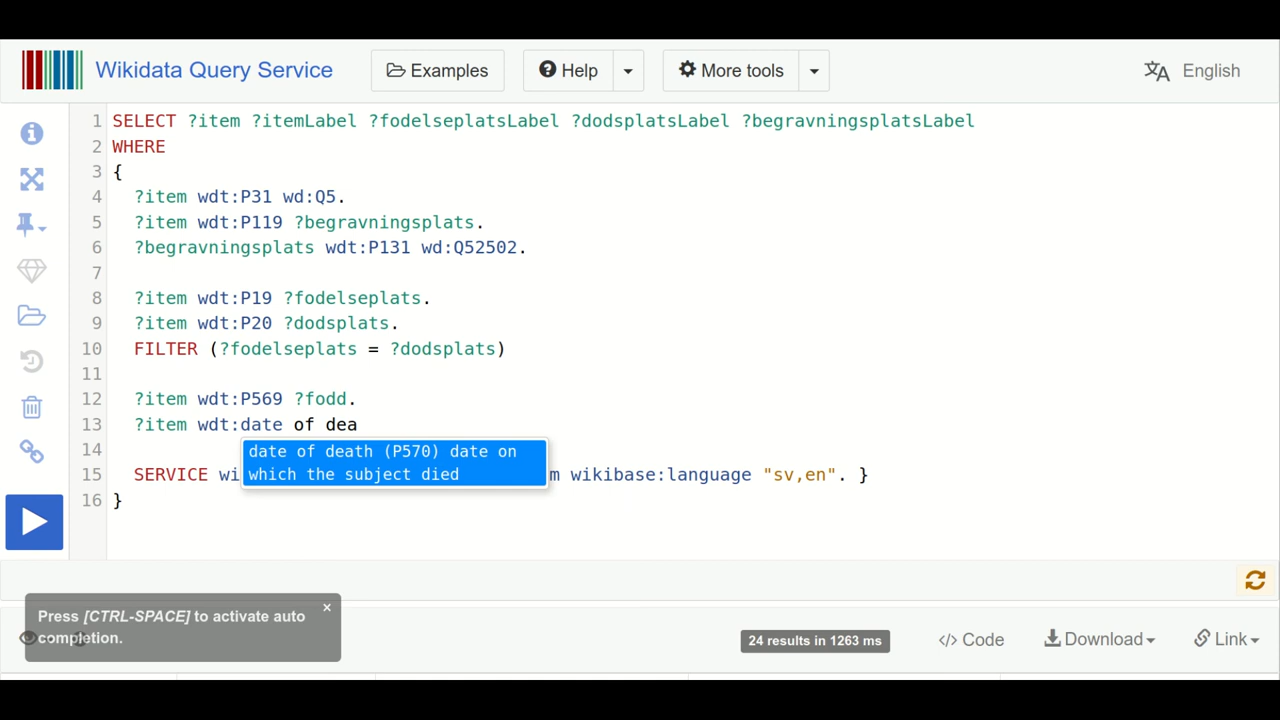 Wikidata Query Service Examples Help More tools English
1 SELECT ?item ?itemLabel ?fodelseplatsLabel ?dodsplatsLabel ?begravningsplatsLabel
2 WHERE
3 {
4 ?item wdt:P31 wd:Q5.
5 ?item wdt:P119 ?begravningsplats.
6 ?begravningsplats wdt:P131 wd:Q52502.
7
8 ?item wdt:P19 ?fodelseplats.
9 ?item wdt:P20 ?dodsplats.
10 FILTER (?fodelseplats = ?dodsplats)
11
12 ?item wdt:P569 ?fodd.
13 ?item wdt:date of dea
14
date of death (P570) date on
which the subject died
15 SERVICE wi m wikibase:language "sv,en". }
16 }
Press [CTRL-SPACE] to activate auto
completion.
×
24 results in 1263 ms </> Code Download Link